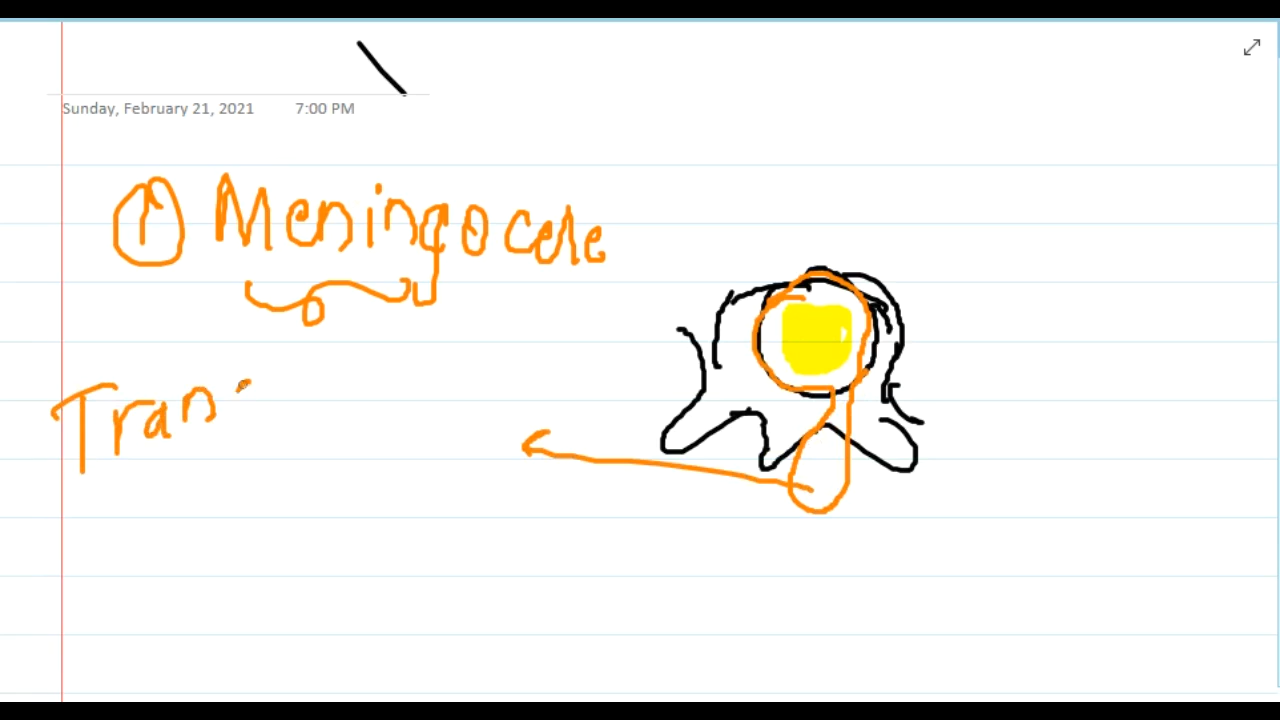 Sunday, February 21, 2021 7:00 PM
① Meningocele
Tran